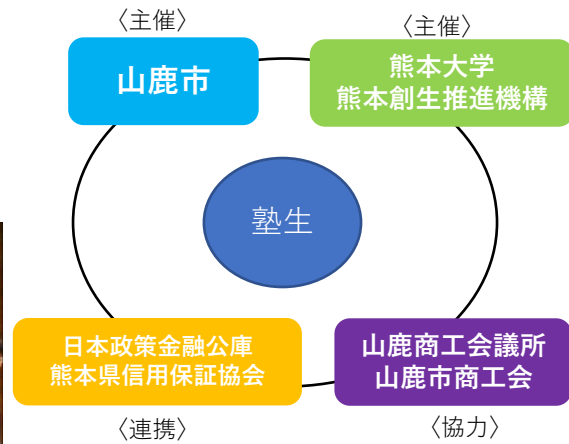 〈主催〉
〈主催〉
山鹿市
熊本大学
熊本創生推進機構
塾生
日本政策金融公庫
熊本県信用保証協会
山鹿商工会議所
山鹿市商工会
〈連携〉
〈協力〉